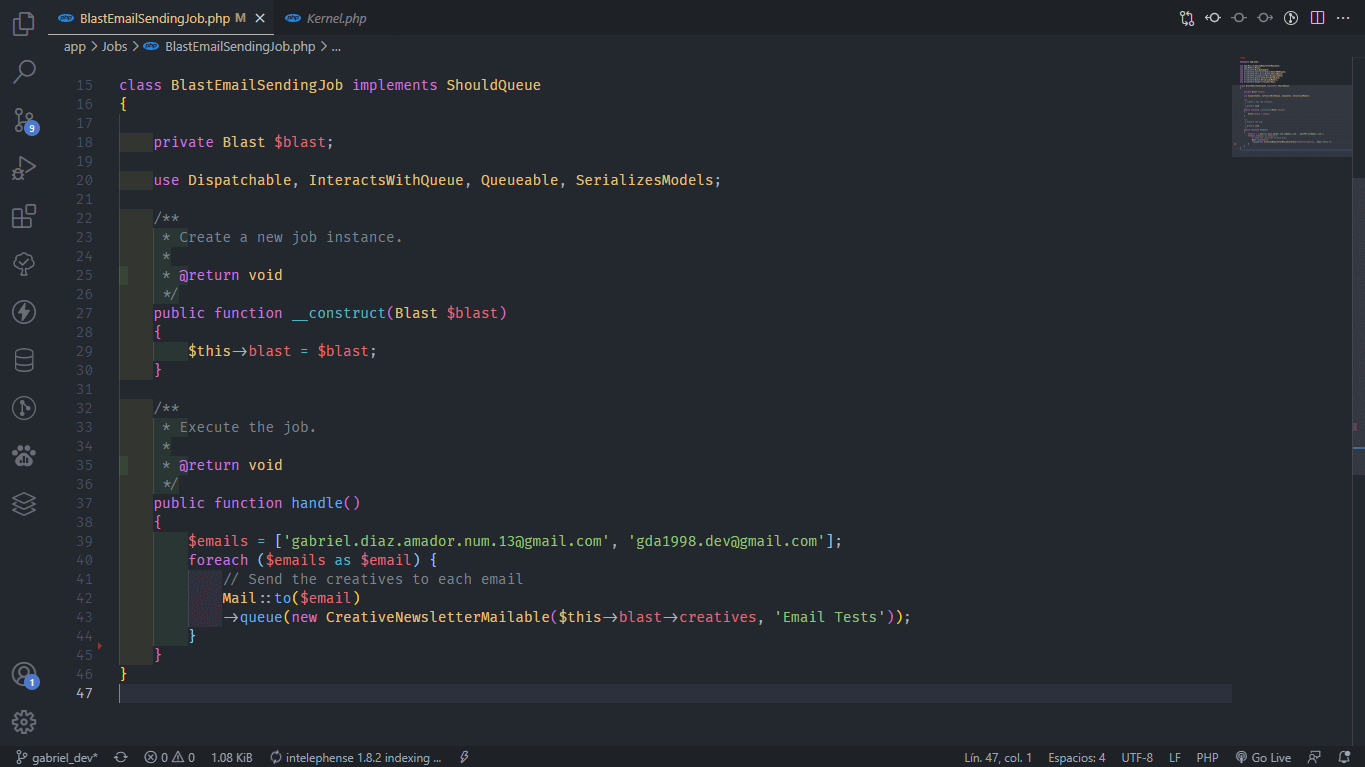 BlastEmailSendingJob.php M
Kernel.php
app > Jobs > BlastEmailSendingJob.php > ...
15 class BlastEmailSendingJob implements ShouldQueue
16 {
17
18 private Blast $blast;
19
20 use Dispatchable, InteractsWithQueue, Queueable, SerializesModels;
21
22 /**
23 * Create a new job instance.
24 *
25 * @return void
26 */
27 public function __construct(Blast $blast)
28 {
29 $this->blast = $blast;
30 }
31
32 /**
33 * Execute the job.
34 *
35 * @return void
36 */
37 public function handle()
38 {
39 $emails = ['gabriel.diaz.amador.num.13@gmail.com', 'gda1998.dev@gmail.com'];
40 foreach ($emails as $email) {
41 // Send the creatives to each email
42 Mail::to($email)
43 ->queue(new CreativeNewsletterMailable($this->blast->creatives, 'Email Tests'));
44 }
45 }
46 }
47
9
1
gabriel_dev* 0 0 1.08 KiB intelephense 1.8.2 indexing ... Lín. 47, col. 1 Espacios: 4 UTF-8 LF PHP Go Live